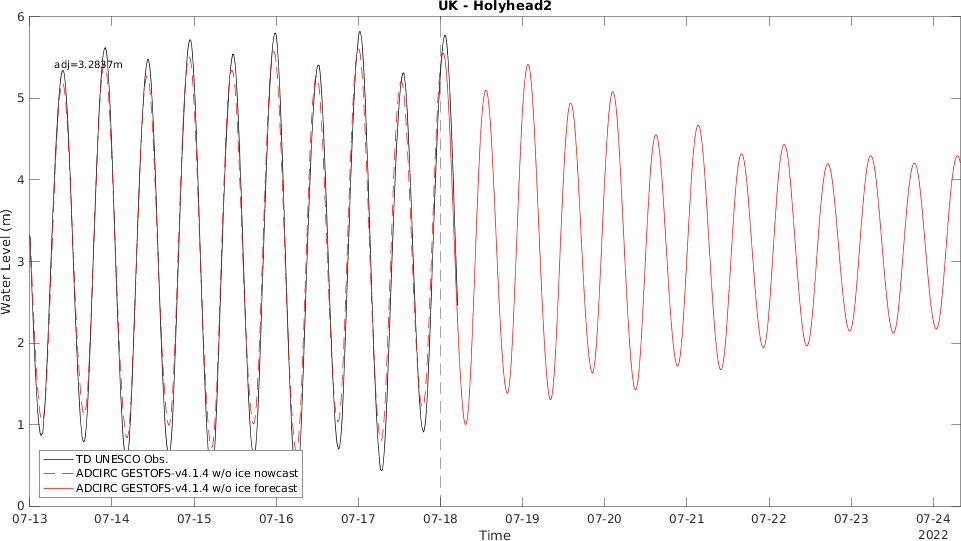 UK - Holyhead2
adj=3.2837m
Water Level (m)
6
5
4
3
2
1
0
TD UNESCO Obs.
ADCIRC GESTOFS-v4.1.4 w/o ice nowcast
ADCIRC GESTOFS-v4.1.4 w/o ice forecast
07-13 07-14 07-15 07-16 07-17 07-18 07-19 07-20 07-21 07-22 07-23 07-24
2022
Time